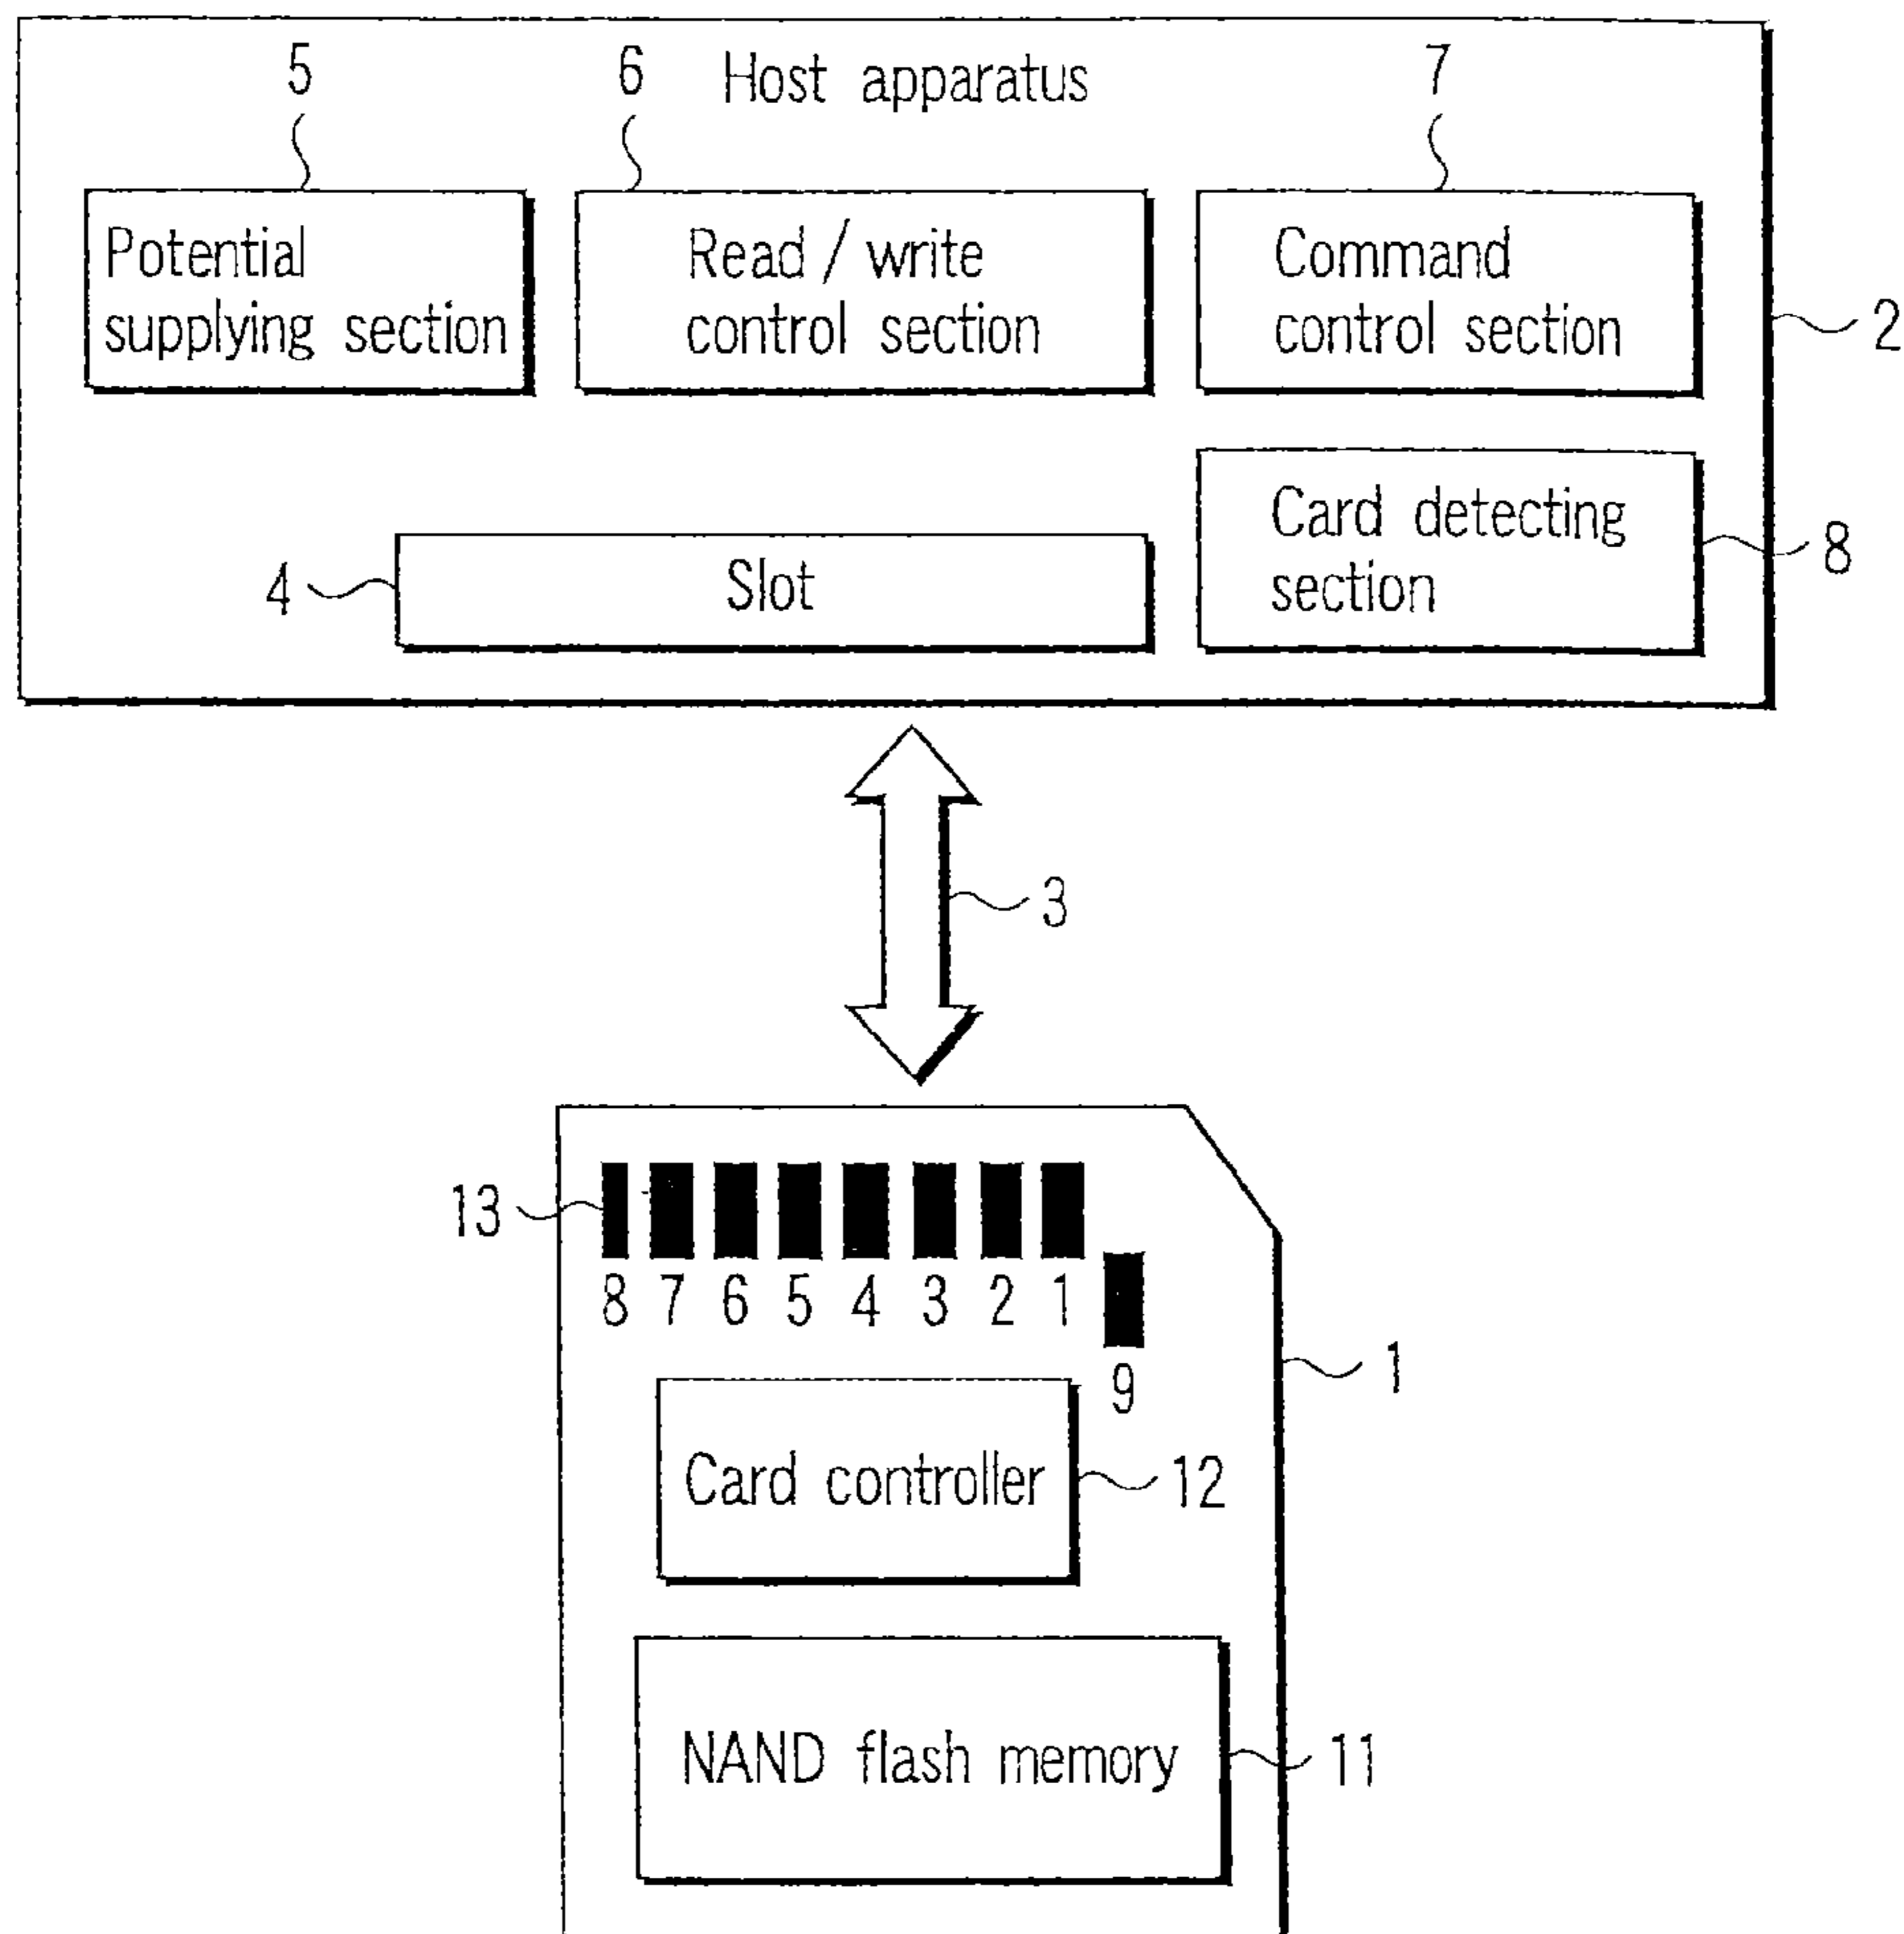 5
6
Host apparatus
7
Potential
supplying section
Read / write
control section
Command
control section
2
Card detecting
section
8
4
Slot
3
13
8 7 6 5 4 3 2 1
9
1
Card controller
12
NAND flash memory
11